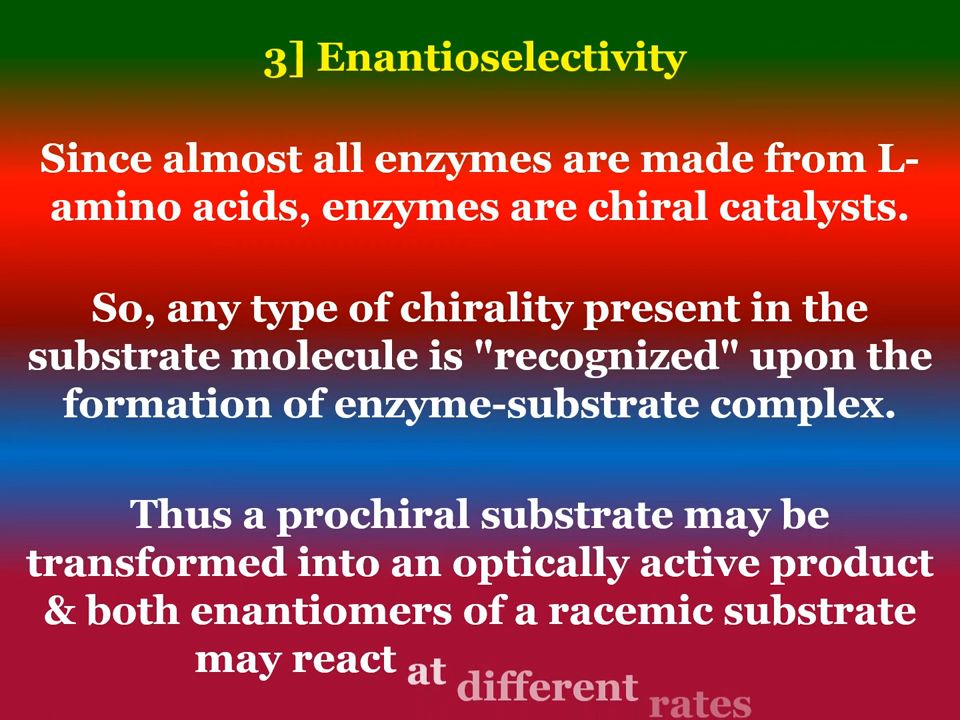 3] Enantioselectivity
Since almost all enzymes are made from L-
amino acids, enzymes are chiral catalysts.
So, any type of chirality present in the
substrate molecule is "recognized" upon the
formation of enzyme-substrate complex.
Thus a prochiral substrate may be
transformed into an optically active product
& both enantiomers of a racemic substrate
may react at different rates